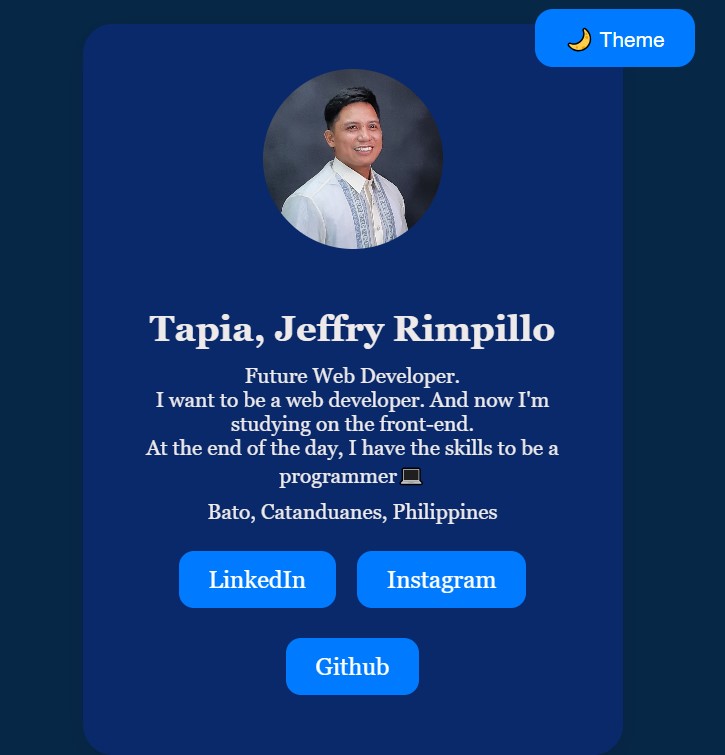 🌙 Theme
Tapia, Jeffry Rimpillo
Future Web Developer.
I want to be a web developer. And now I'm
studying on the front-end.
At the end of the day, I have the skills to be a
programmer 💻
Bato, Catanduanes, Philippines
LinkedIn
Instagram
Github